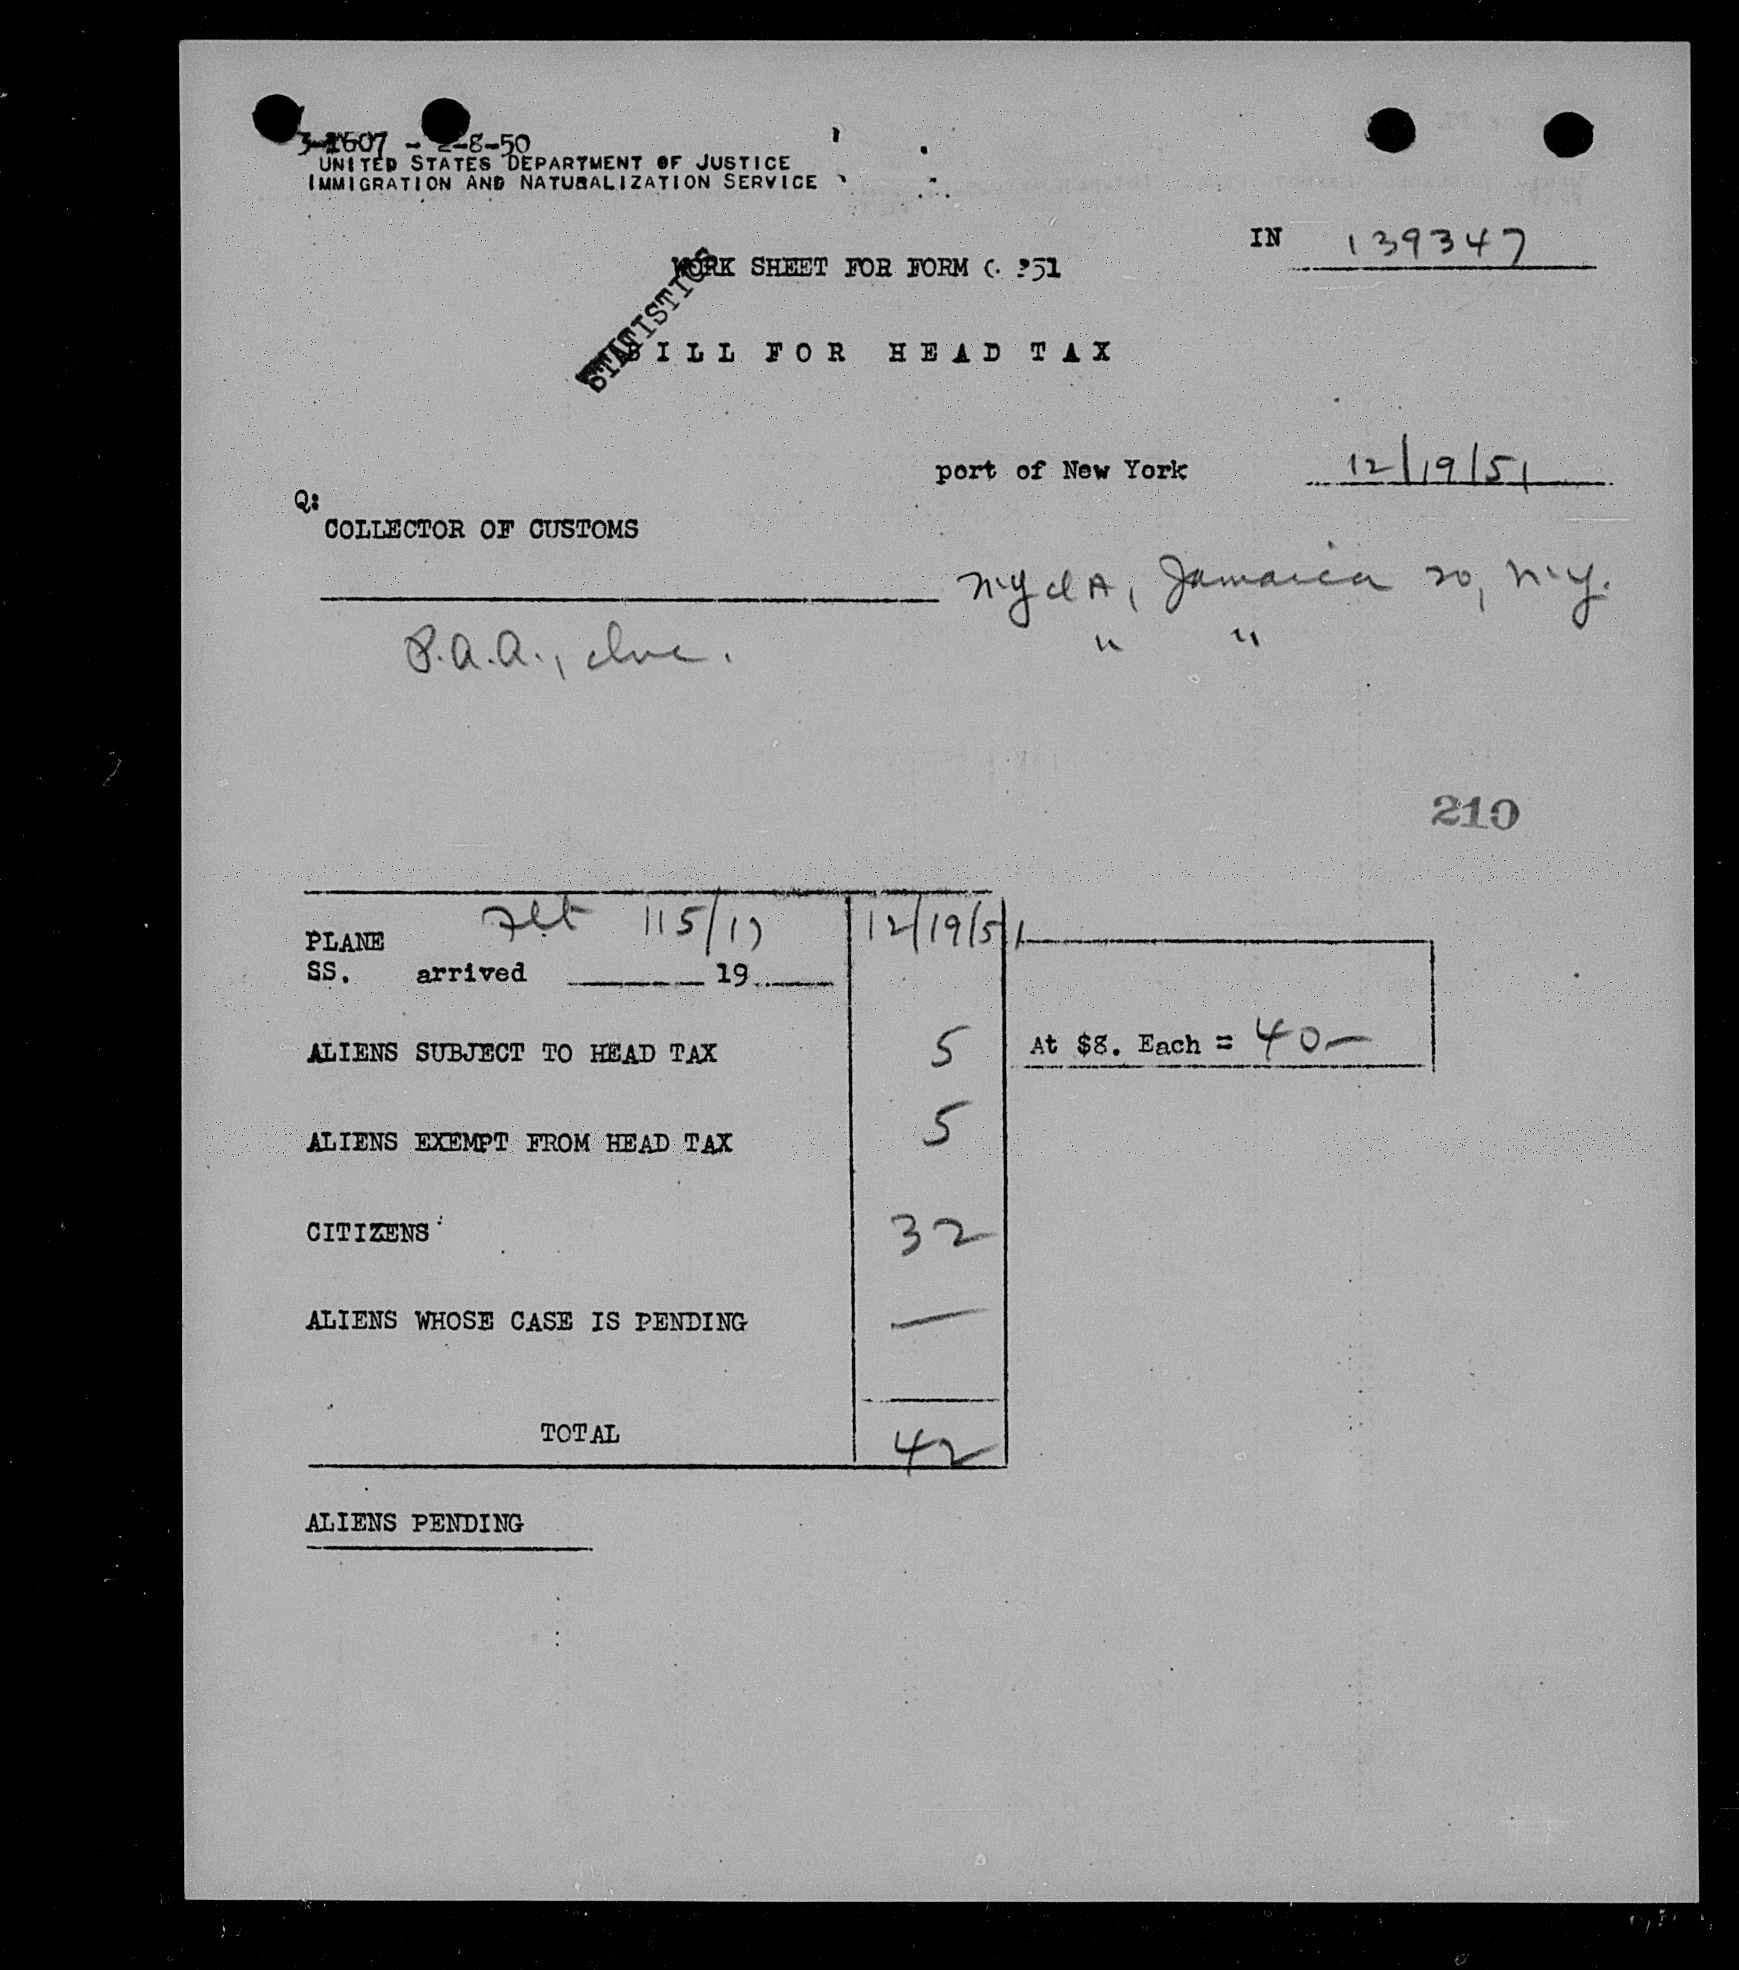 3-1607 - 2-8-50
UNITED STATES DEPARTMENT OF JUSTICE
IMMIGRATION AND NATURALIZATION SERVICE
IN 139347
WORK SHEET FOR FORM 351
STATISTICS
BILL FOR HEAD TAX
port of New York 12/19/51
Q:
COLLECTOR OF CUSTOMS
NYIA, Jamaica 20, N.Y.
P.A.A., Inc. " "
210
PLANE Flt 115/17 12/19/51
SS. arrived 19
ALIENS SUBJECT TO HEAD TAX 5 At $8. Each = 40—
ALIENS EXEMPT FROM HEAD TAX 5
CITIZENS 32
ALIENS WHOSE CASE IS PENDING —
TOTAL 42
ALIENS PENDING